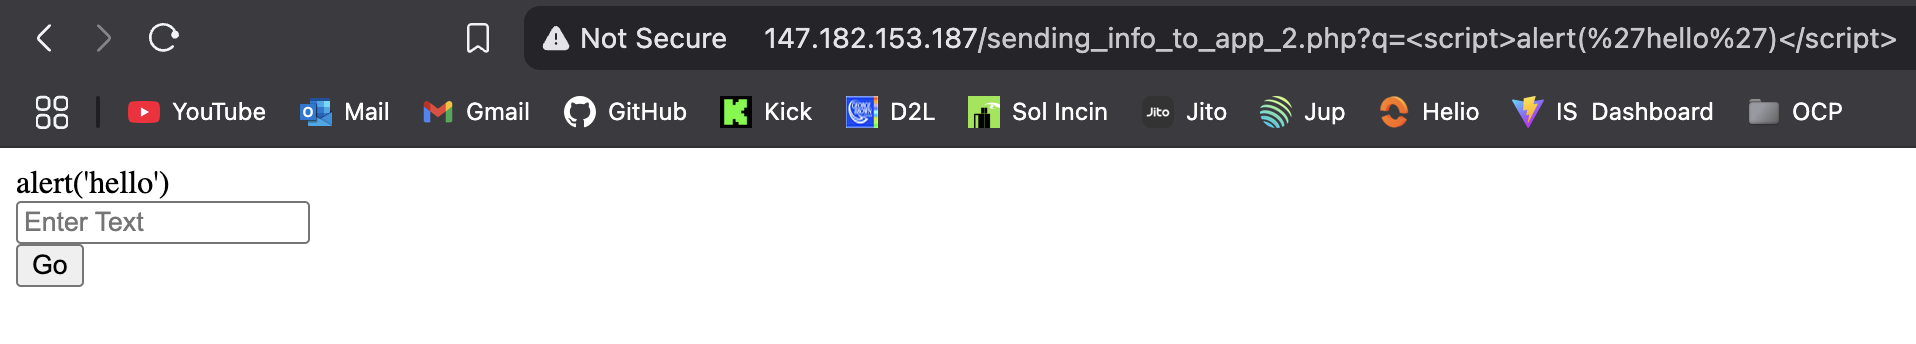 Not Secure 147.182.153.187/sending_info_to_app_2.php?q=<script>alert(%27hello%27)</script>
YouTube Mail Gmail GitHub Kick D2L Sol Incin Jito Jito Jup Helio IS Dashboard OCP
alert('hello')
Enter Text
Go